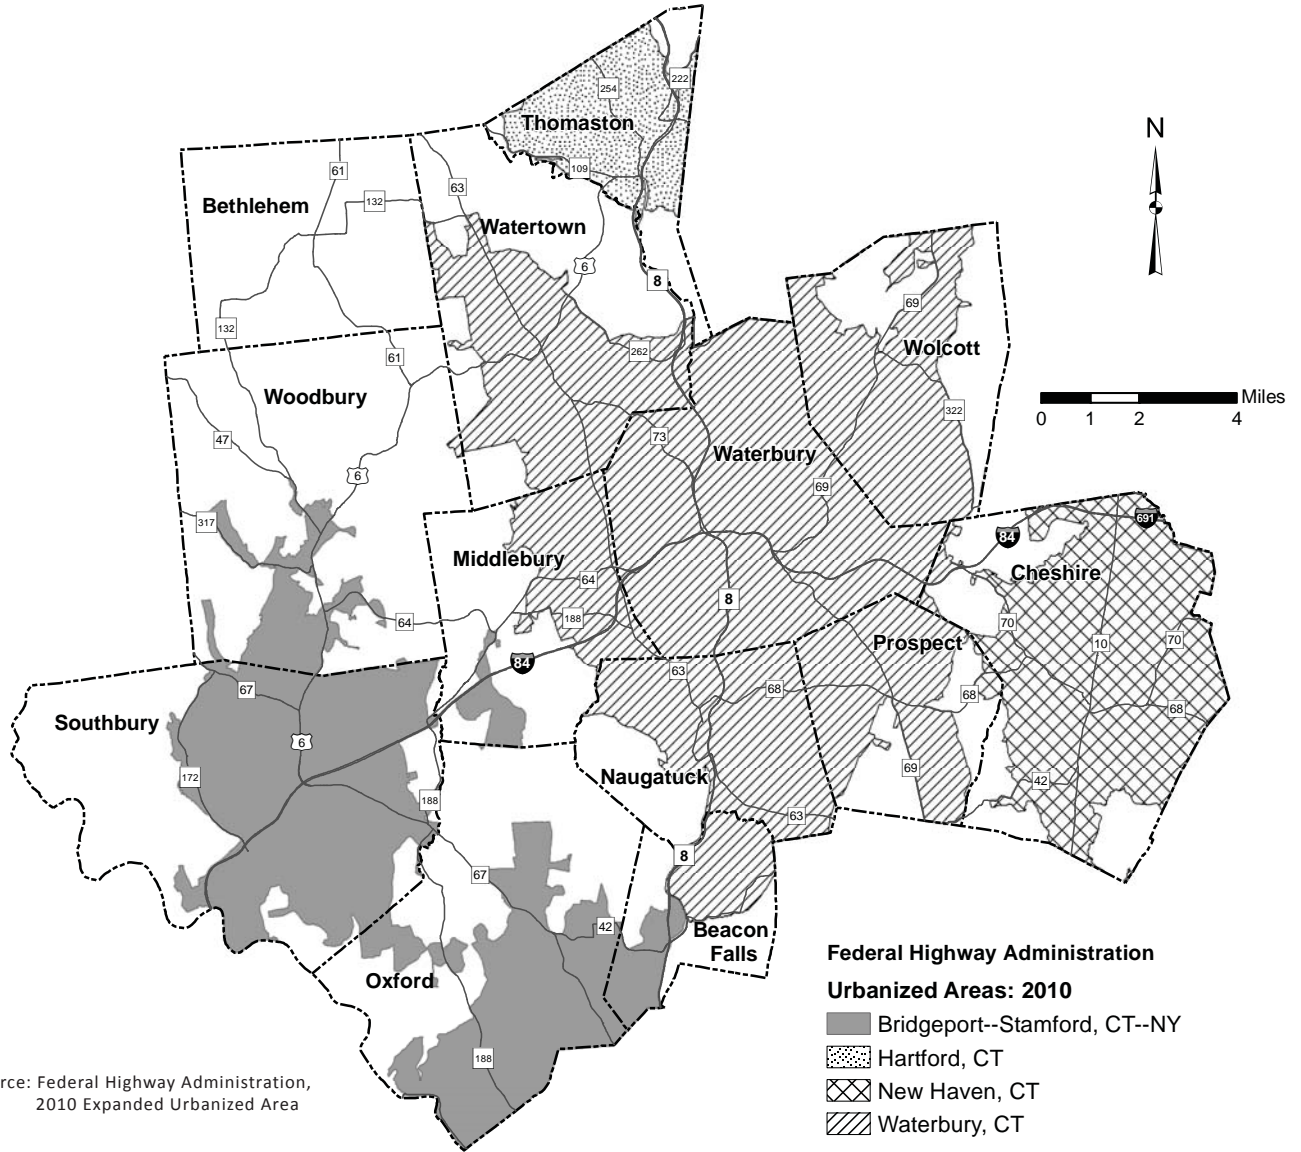 222
254
Thomaston
N
109
61
63
132
Bethlehem
Watertown
6
8
69
132
262
61
Wolcott
Woodbury
Miles
0 1 2 4
322
47
73
Waterbury
6
69
317
691
84
Middlebury
Cheshire
64
8
188
64
70
Prospect
70
10
84
63
67
68
68
68
Southbury
6
Naugatuck
172
69
42
188
63
8
67
42
Beacon
Falls
Oxford
188
Federal Highway Administration
Urbanized Areas: 2010
Bridgeport--Stamford, CT--NY
Hartford, CT
New Haven, CT
Waterbury, CT
rce: Federal Highway Administration,
2010 Expanded Urbanized Area